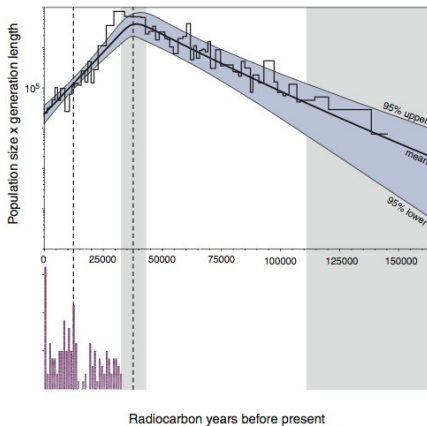 Population size x generation length
10⁵
95% upper
mean
95% lower
0 25000 50000 75000 100000 125000 150000
Radiocarbon years before present